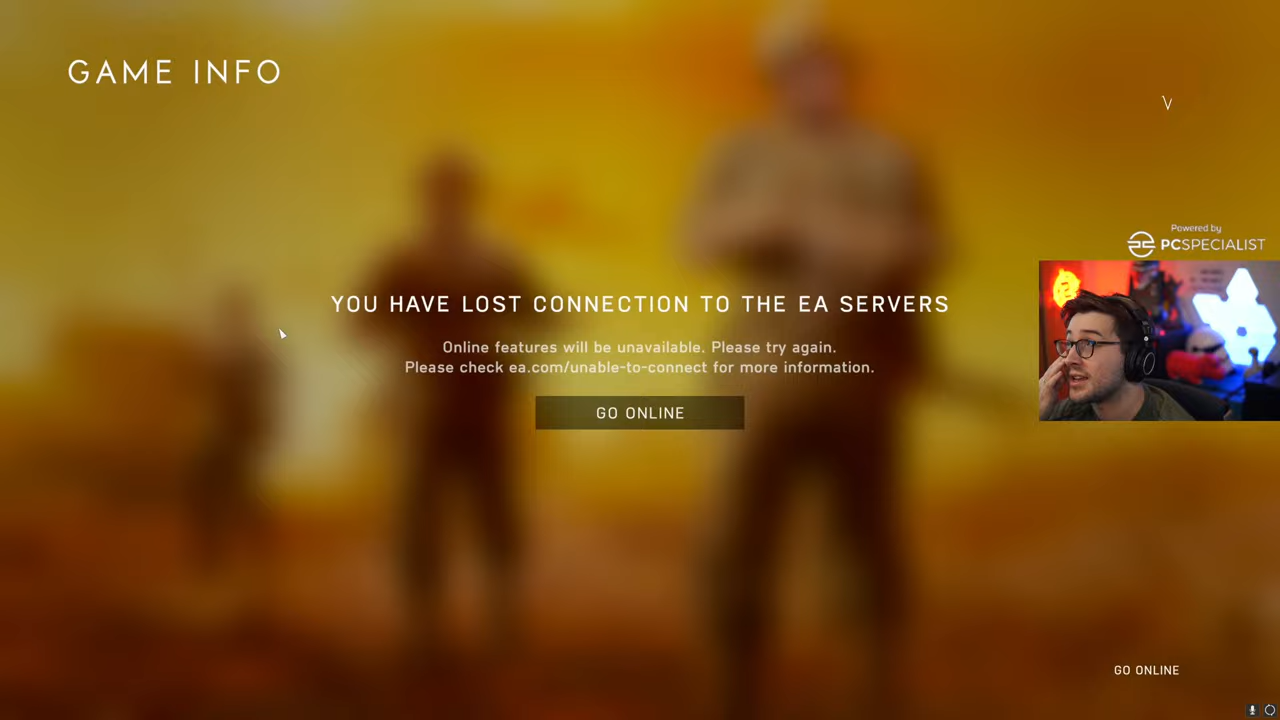 GAME INFO
V
Powered by
PCSPECIALIST
YOU HAVE LOST CONNECTION TO THE EA SERVERS
Online features will be unavailable. Please try again.
Please check ea.com/unable-to-connect for more information.
GO ONLINE
GO ONLINE